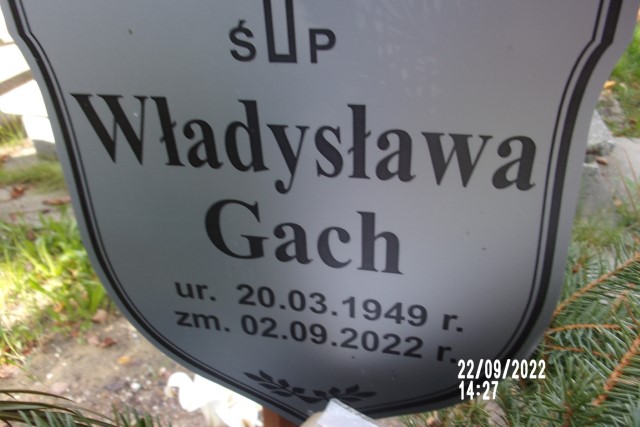 Ś P
Władysława
Gach
ur. 20.03.1949 r.
zm. 02.09.2022 r.
22/09/2022
14:27